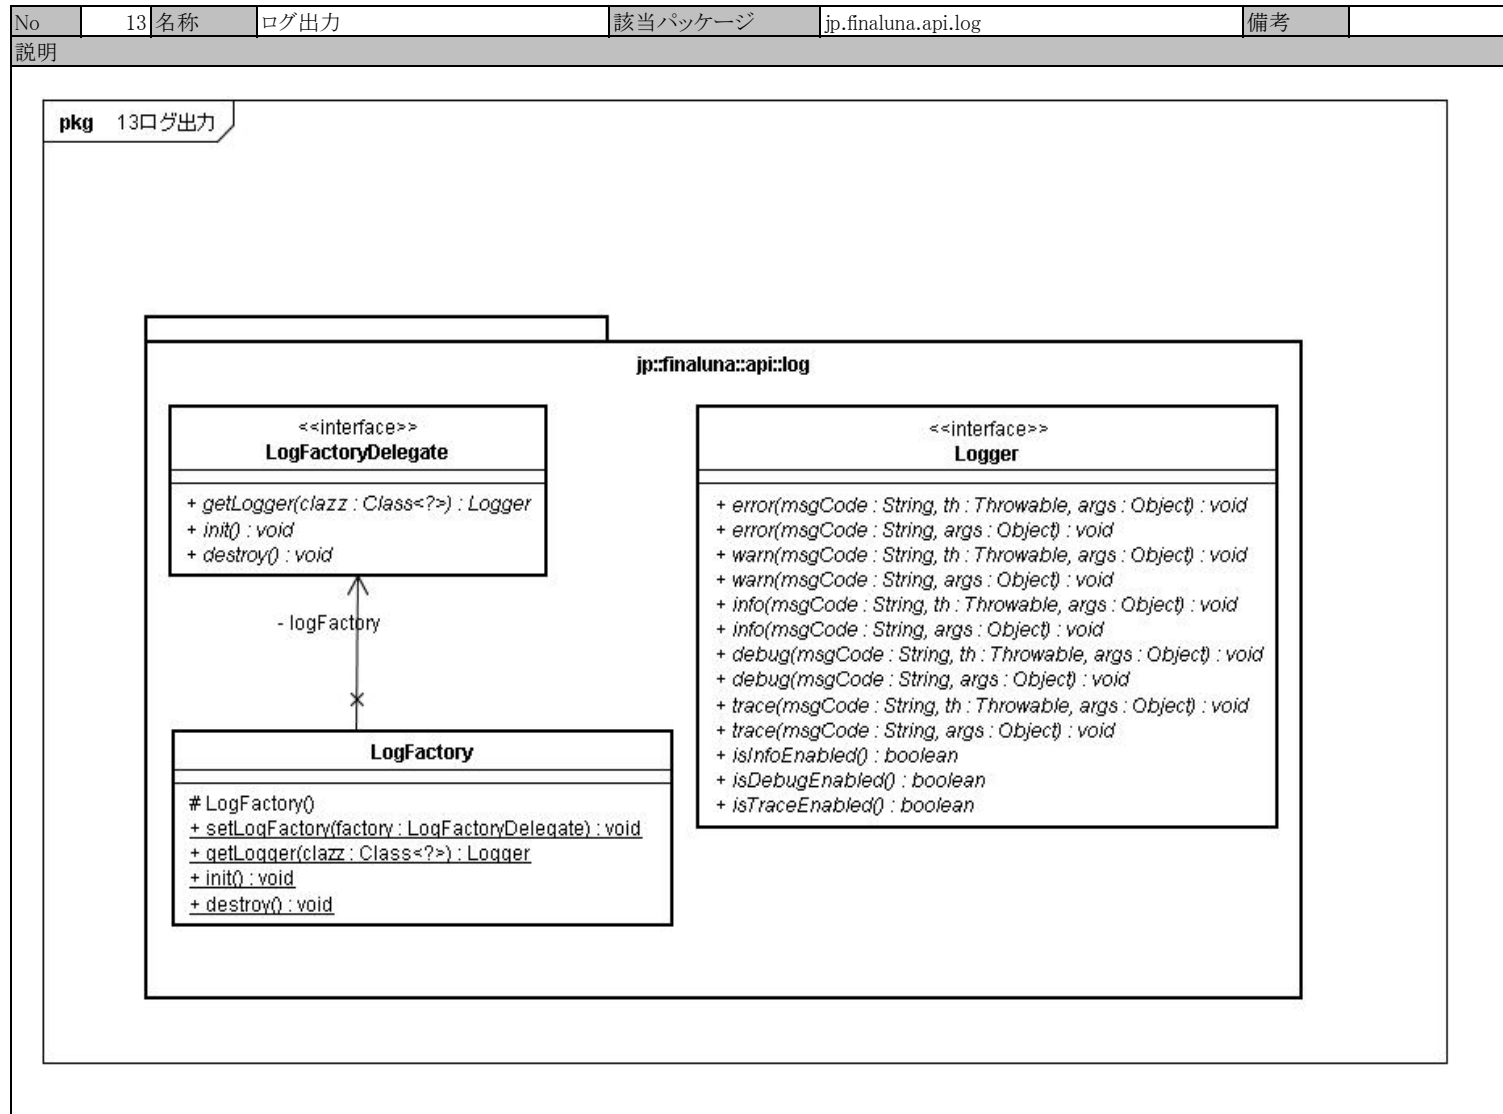 No 13 名称 ログ出力 該当パッケージ jp.finaluna.api.log 備考
説明
pkg 13ログ出力
jp::finaluna::api::log
<<interface>>
LogFactoryDelegate
+ getLogger(clazz : Class<?>) : Logger
+ init() : void
+ destroy() : void
- logFactory
LogFactory
# LogFactory()
+ setLogFactory(factory : LogFactoryDelegate) : void
+ getLogger(clazz : Class<?>) : Logger
+ init() : void
+ destroy() : void
<<interface>>
Logger
+ error(msgCode : String, th : Throwable, args : Object) : void
+ error(msgCode : String, args : Object) : void
+ warn(msgCode : String, th : Throwable, args : Object) : void
+ warn(msgCode : String, args : Object) : void
+ info(msgCode : String, th : Throwable, args : Object) : void
+ info(msgCode : String, args : Object) : void
+ debug(msgCode : String, th : Throwable, args : Object) : void
+ debug(msgCode : String, args : Object) : void
+ trace(msgCode : String, th : Throwable, args : Object) : void
+ trace(msgCode : String, args : Object) : void
+ isInfoEnabled() : boolean
+ isDebugEnabled() : boolean
+ isTraceEnabled() : boolean